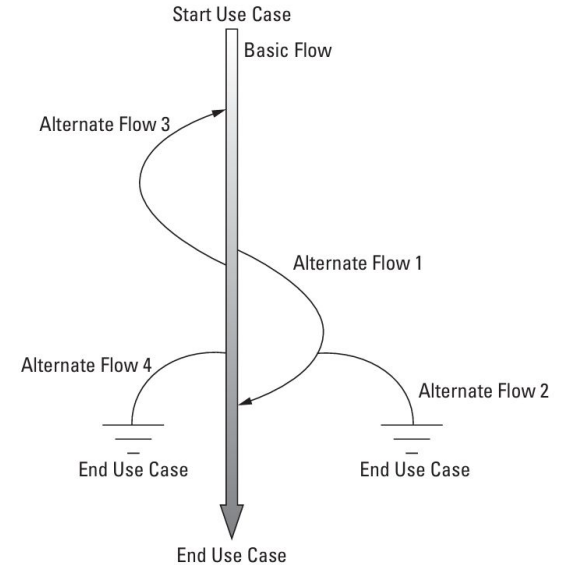 Start Use Case
Basic Flow
Alternate Flow 3
Alternate Flow 1
Alternate Flow 4
Alternate Flow 2
End Use Case
End Use Case
End Use Case